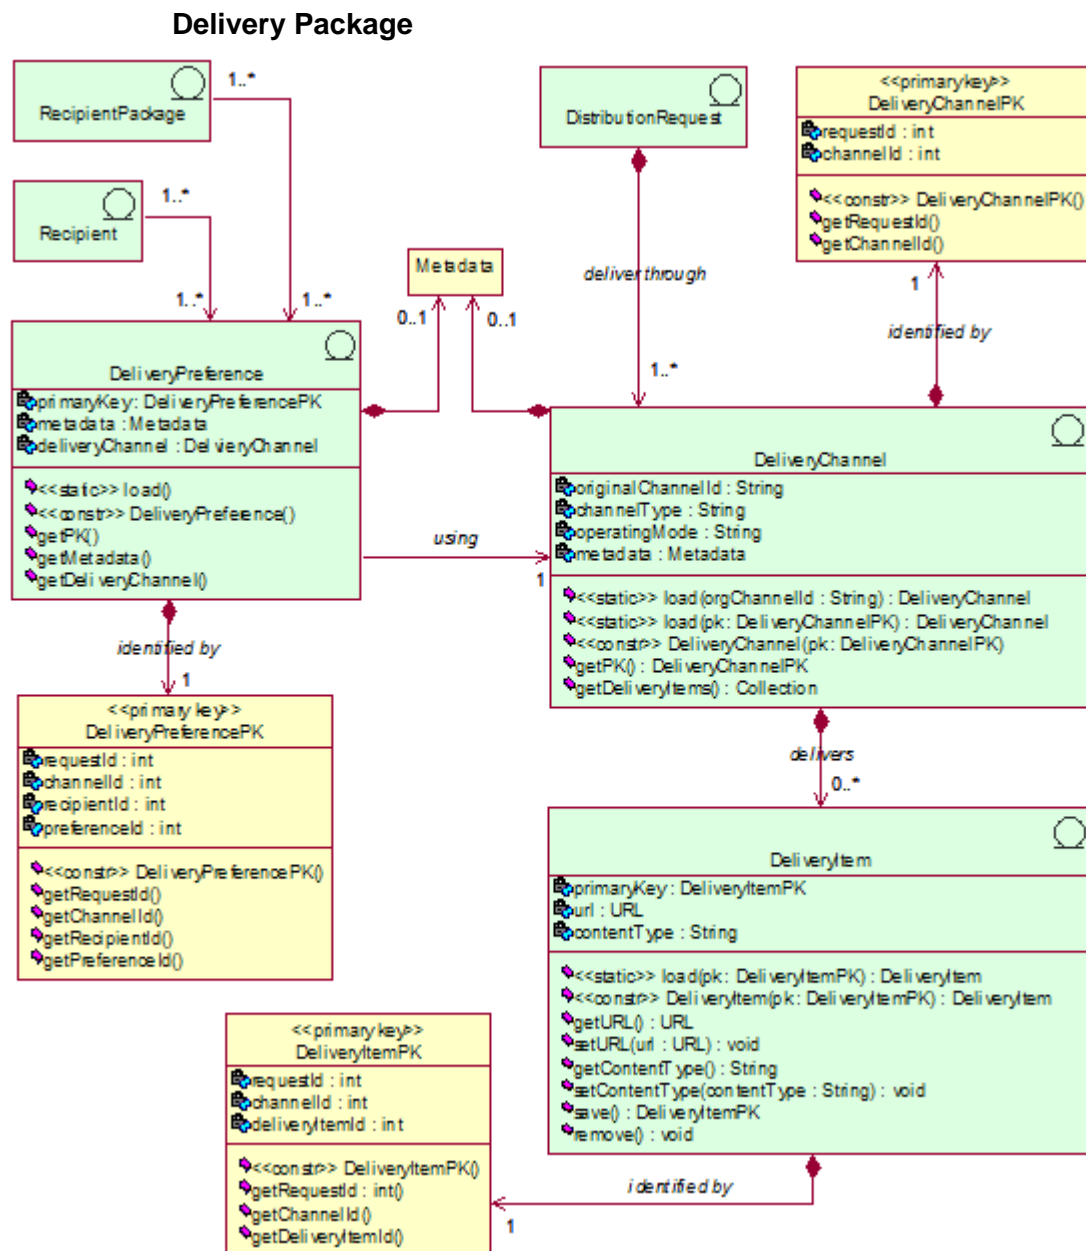 Delivery Package
RecipientPackage
1..*
Recipient
1..*
1..*
1..*
DistributionRequest
deliver through
1..*
<<primarykey>>
DeliveryChannelPK
requestId : int
channelId : int
<<constr>> DeliveryChannelPK()
getRequestId()
getChannelId()
1
identified by
Metadata
0..1
0..1
DeliveryPreference
primaryKey: DeliveryPreferencePK
metadata : Metadata
deliveryChannel : DelvieryChannel
<<static>> load()
<<constr>> DeliveryPreference()
getPK()
getMetadata()
getDeliveryChannel()
using
1
DeliveryChannel
originalChannelId : String
channelType : String
operatingMode : String
metadata : Metadata
<<static>> load(orgChannelId : String) : DeliveryChannel
<<static>> load(pk: DeliveryChannelPK) : DeliveryChannel
<<constr>> DeliveryChannel(pk: DeliveryChannelPK)
getPK() : DeliveryChannelPK
getDeliveryItems() : Collection
identified by
1
<<primary key>>
DeliveryPreferencePK
requestId : int
channelId : int
recipientId : int
preferenceId : int
<<constr>> DeliveryPreferencePK()
getRequestId()
getChannelId()
getRecipientId()
getPreferenceId()
delivers
0..*
DeliveryItem
primaryKey: DeliveryItemPK
url : URL
contentType : String
<<static>> load(pk: DeliveryItemPK) : DeliveryItem
<<constr>> DeliveryItem(pk: DeliveryItemPK) : DeliveryItem
getURL() : URL
setURL(url : URL) : void
getContentType() : String
setContentType(contentType : String) : void
save() : DeliveryItemPK
remove() : void
<<primary key>>
DeliveryItemPK
requestId : int
channelId : int
deliveryItemId : int
<<constr>> DeliveryItemPK()
getRequestId : int()
getChannelId()
getDeliveryItemId()
identified by
1